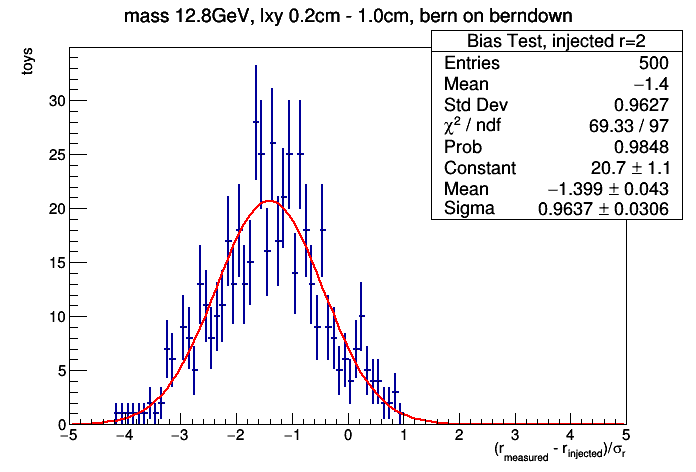 mass 12.8GeV, lxy 0.2cm - 1.0cm, bern on berndown
Bias Test, injected r=2
Entries 500
Mean −1.4
Std Dev 0.9627
χ² / ndf 69.33 / 97
Prob 0.9848
Constant 20.7 ± 1.1
Mean −1.399 ± 0.043
Sigma 0.9637 ± 0.0306
toys
30
25
20
15
10
5
0
−5 −4 −3 −2 −1 0 1 2 3 4 5
(r_measured - r_injected)/σ_r